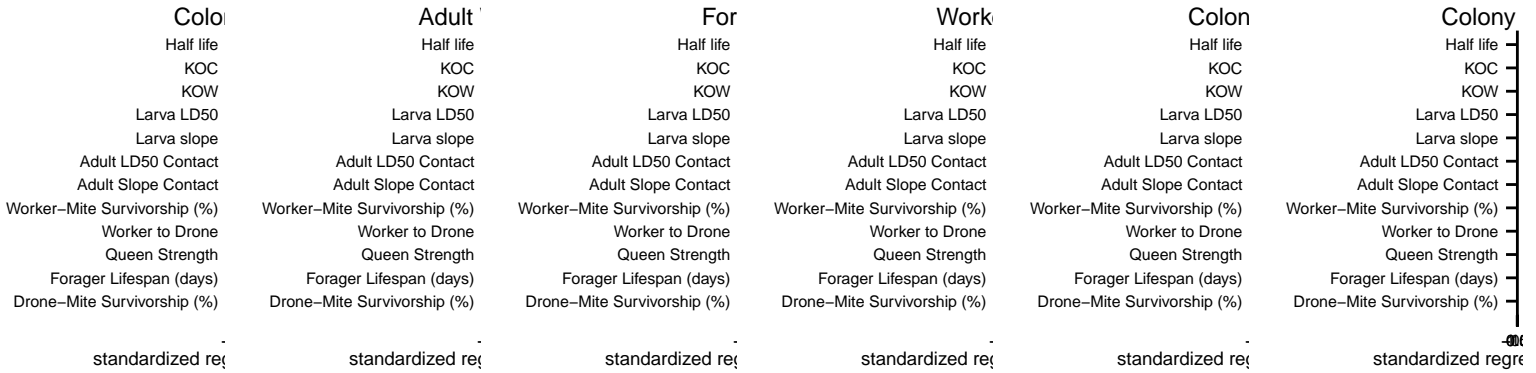 Colo Adult For Work Colon Colony
Half life Half life Half life Half life Half life Half life
KOC KOC KOC KOC KOC KOC
KOW KOW KOW KOW KOW KOW
Larva LD50 Larva LD50 Larva LD50 Larva LD50 Larva LD50 Larva LD50
Larva slope Larva slope Larva slope Larva slope Larva slope Larva slope
Adult LD50 Contact Adult LD50 Contact Adult LD50 Contact Adult LD50 Contact Adult LD50 Contact Adult LD50 Contact
Adult Slope Contact Adult Slope Contact Adult Slope Contact Adult Slope Contact Adult Slope Contact Adult Slope Contact
Worker−Mite Survivorship (%) Worker−Mite Survivorship (%) Worker−Mite Survivorship (%) Worker−Mite Survivorship (%) Worker−Mite Survivorship (%) Worker−Mite Survivorship (%)
Worker to Drone Worker to Drone Worker to Drone Worker to Drone Worker to Drone Worker to Drone
Queen Strength Queen Strength Queen Strength Queen Strength Queen Strength Queen Strength
Forager Lifespan (days) Forager Lifespan (days) Forager Lifespan (days) Forager Lifespan (days) Forager Lifespan (days) Forager Lifespan (days)
Drone−Mite Survivorship (%) Drone−Mite Survivorship (%) Drone−Mite Survivorship (%) Drone−Mite Survivorship (%) Drone−Mite Survivorship (%) Drone−Mite Survivorship (%)
standardized reg standardized reg standardized reg standardized reg standardized reg standardized regre